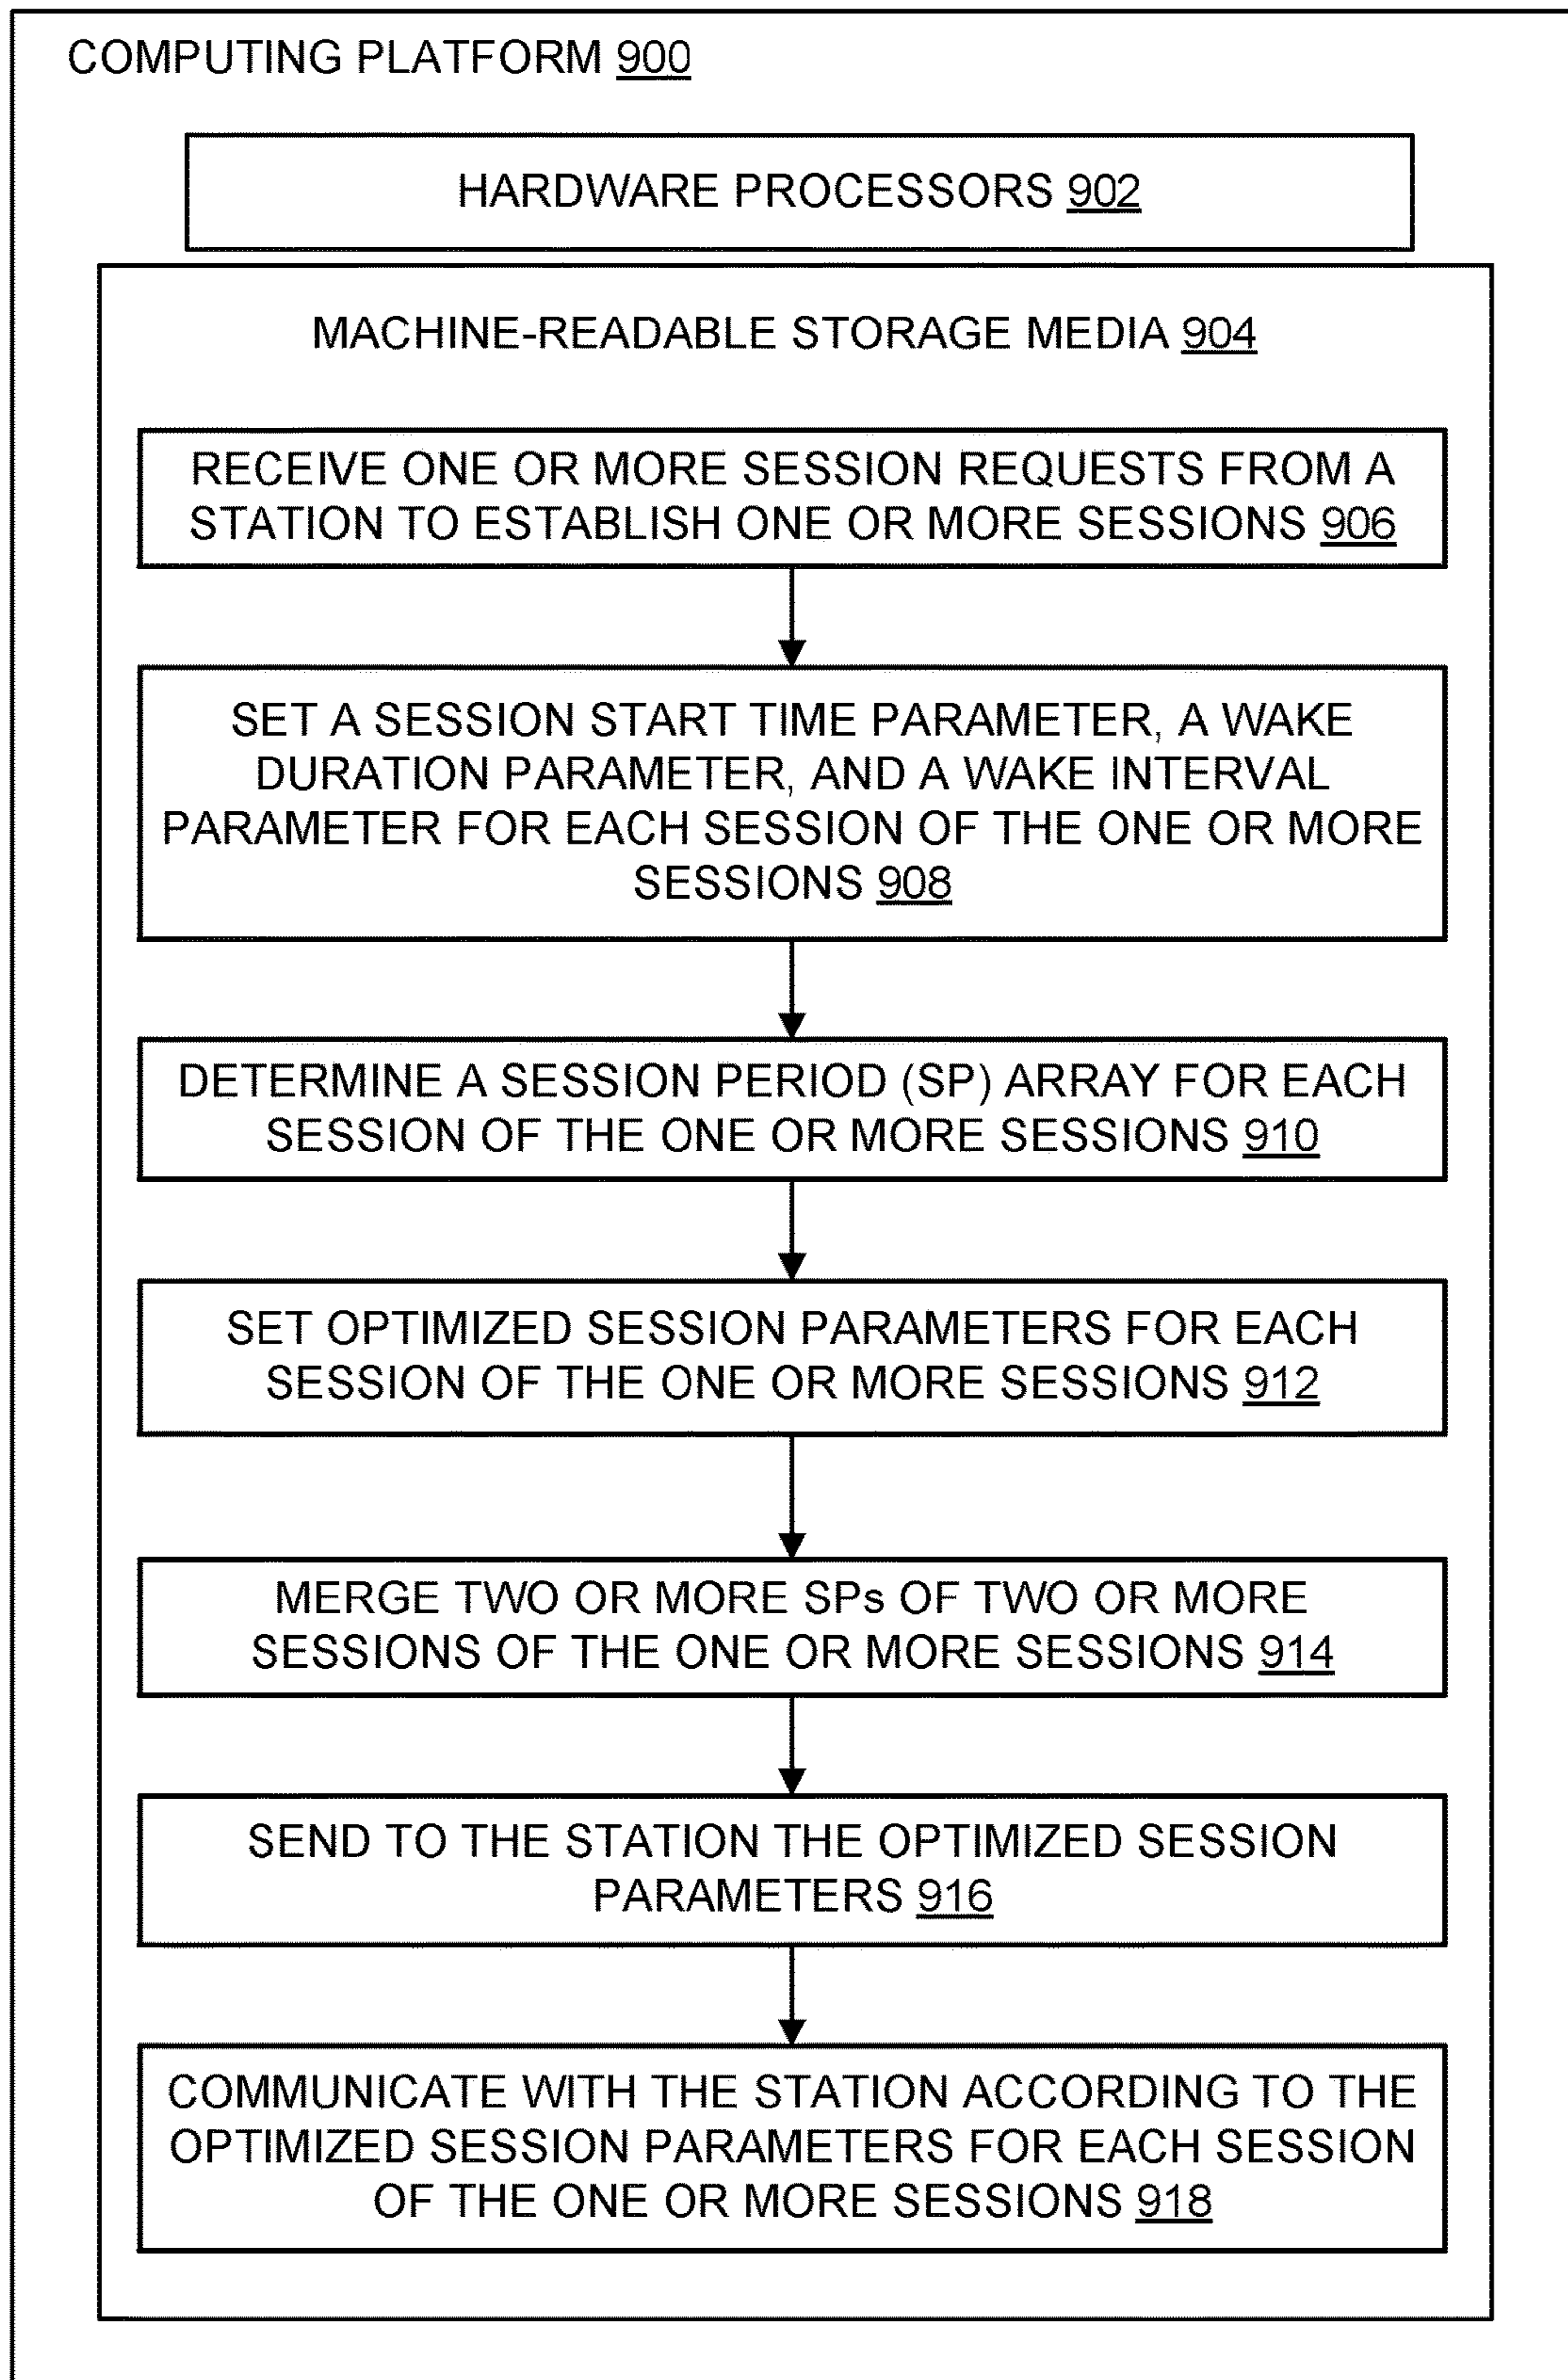 COMPUTING PLATFORM 900
HARDWARE PROCESSORS 902
MACHINE-READABLE STORAGE MEDIA 904
RECEIVE ONE OR MORE SESSION REQUESTS FROM A
STATION TO ESTABLISH ONE OR MORE SESSIONS 906
SET A SESSION START TIME PARAMETER, A WAKE
DURATION PARAMETER, AND A WAKE INTERVAL
PARAMETER FOR EACH SESSION OF THE ONE OR MORE
SESSIONS 908
DETERMINE A SESSION PERIOD (SP) ARRAY FOR EACH
SESSION OF THE ONE OR MORE SESSIONS 910
SET OPTIMIZED SESSION PARAMETERS FOR EACH
SESSION OF THE ONE OR MORE SESSIONS 912
MERGE TWO OR MORE SPs OF TWO OR MORE
SESSIONS OF THE ONE OR MORE SESSIONS 914
SEND TO THE STATION THE OPTIMIZED SESSION
PARAMETERS 916
COMMUNICATE WITH THE STATION ACCORDING TO THE
OPTIMIZED SESSION PARAMETERS FOR EACH SESSION
OF THE ONE OR MORE SESSIONS 918